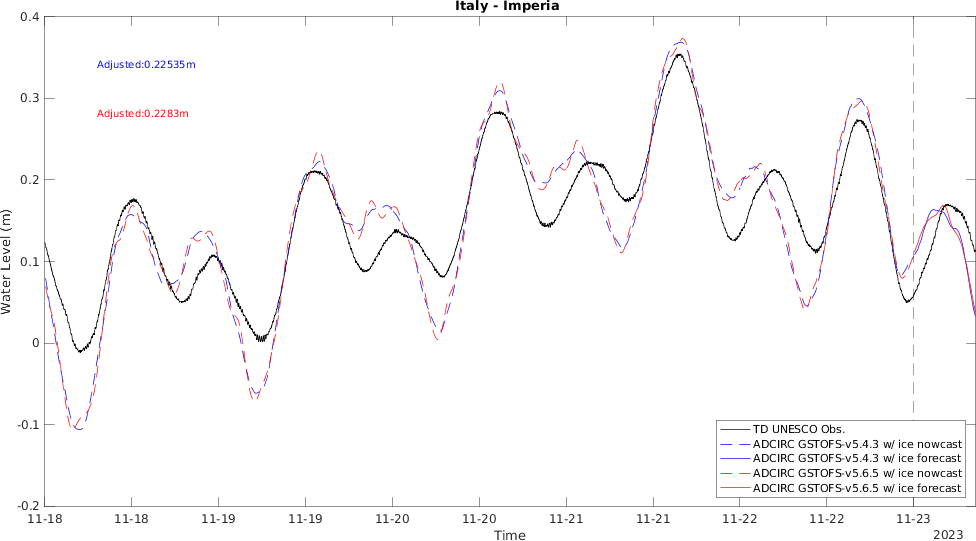 Italy - Imperia
0.4
0.3
0.2
0.1
0
-0.1
-0.2
Water Level (m)
Adjusted:0.22535m
Adjusted:0.2283m
TD UNESCO Obs.
ADCIRC GSTOFS-v5.4.3 w/ ice nowcast
ADCIRC GSTOFS-v5.4.3 w/ ice forecast
ADCIRC GSTOFS-v5.6.5 w/ ice nowcast
ADCIRC GSTOFS-v5.6.5 w/ ice forecast
11-18 11-18 11-19 11-19 11-20 11-20 11-21 11-21 11-22 11-22 11-23
Time
2023